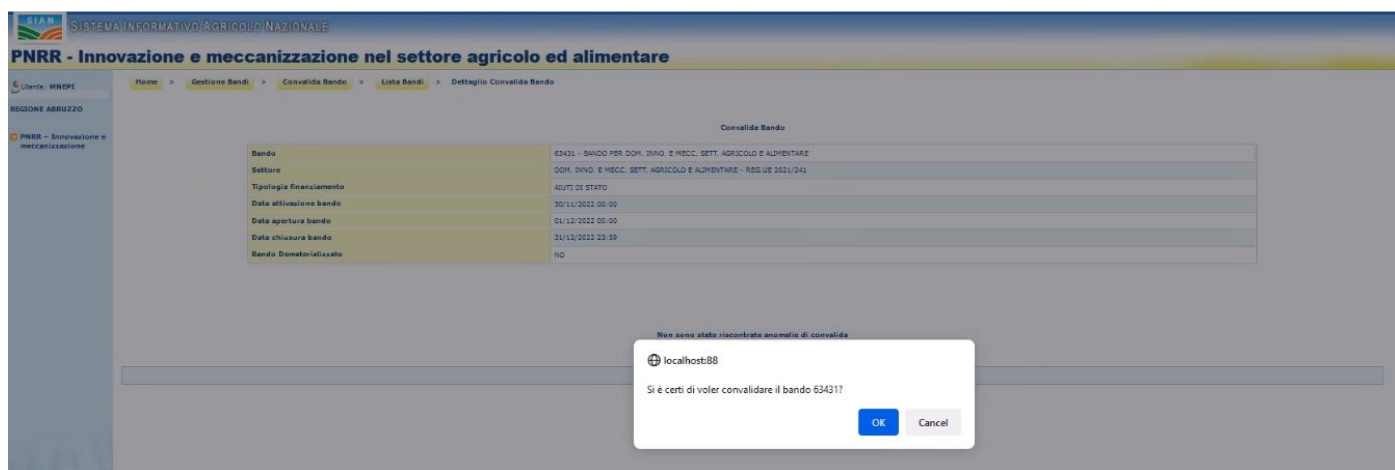 SIAN SISTEMA INFORMATIVO AGRICOLO NAZIONALE
PNRR - Innovazione e meccanizzazione nel settore agricolo ed alimentare
Utente: MNEPI
Home > Gestione Bandi > Convalida Bando > Lista Bandi > Dettaglio Convalida Bando
REGIONE ABRUZZO
PNRR – Innovazione e
meccanizzazione
Convalida Bando
Bando 63431 - BANDO PER DOM. INNO. E MECC. SETT. AGRICOLO E ALIMENTARE
Settore DOM. INNO. E MECC. SETT. AGRICOLO E ALIMENTARE - REG.UE 2021/241
Tipologia finanziamento AIUTI DI STATO
Data attivazione bando 30/11/2022 00:00
Data apertura bando 01/12/2022 00:00
Data chiusura bando 31/12/2022 23:59
Bando Dematerializzato NO
Non sono state riscontrate anomalie di convalida
localhost:88
Si è certi di voler convalidare il bando 63431?
OK Cancel